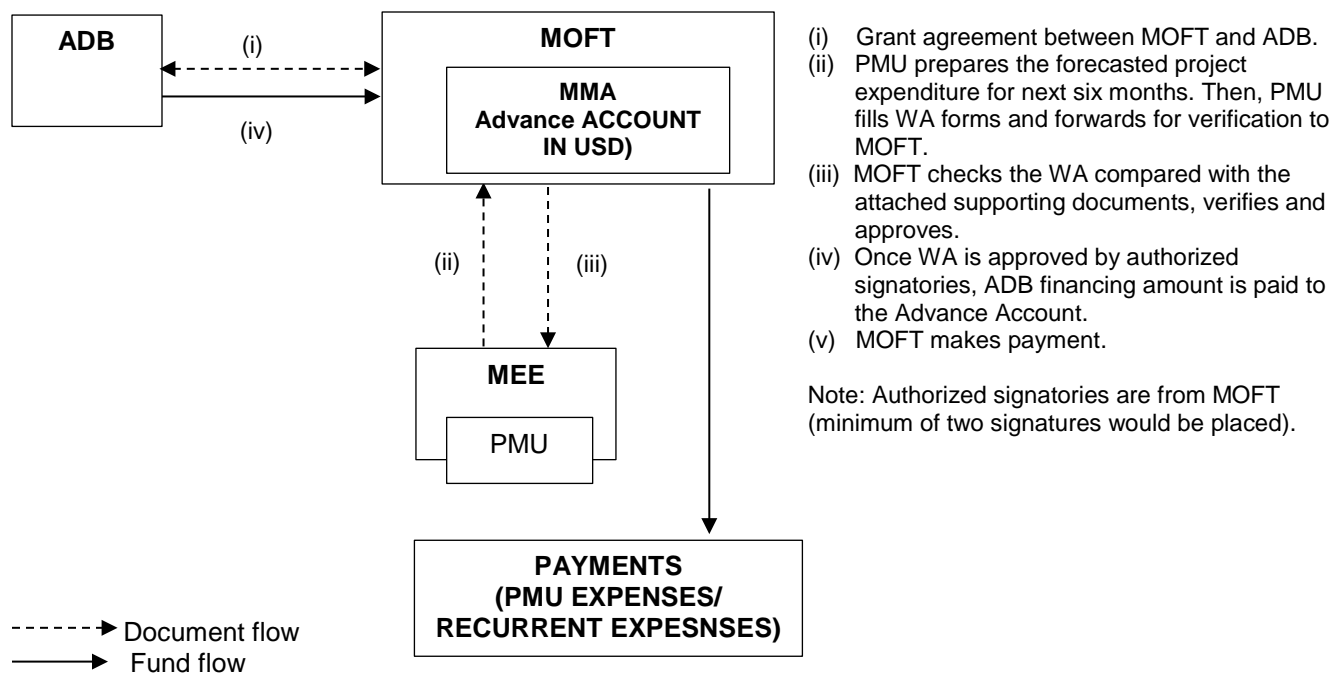 ADB
(i)
(iv)
MOFT
MMA
Advance ACCOUNT
IN USD)
(ii)
(iii)
MEE
PMU
PAYMENTS
(PMU EXPENSES/
RECURRENT EXPESNSES)
Document flow
Fund flow
(i) Grant agreement between MOFT and ADB.
(ii) PMU prepares the forecasted project
expenditure for next six months. Then, PMU
fills WA forms and forwards for verification to
MOFT.
(iii) MOFT checks the WA compared with the
attached supporting documents, verifies and
approves.
(iv) Once WA is approved by authorized
signatories, ADB financing amount is paid to
the Advance Account.
(v) MOFT makes payment.
Note: Authorized signatories are from MOFT
(minimum of two signatures would be placed).